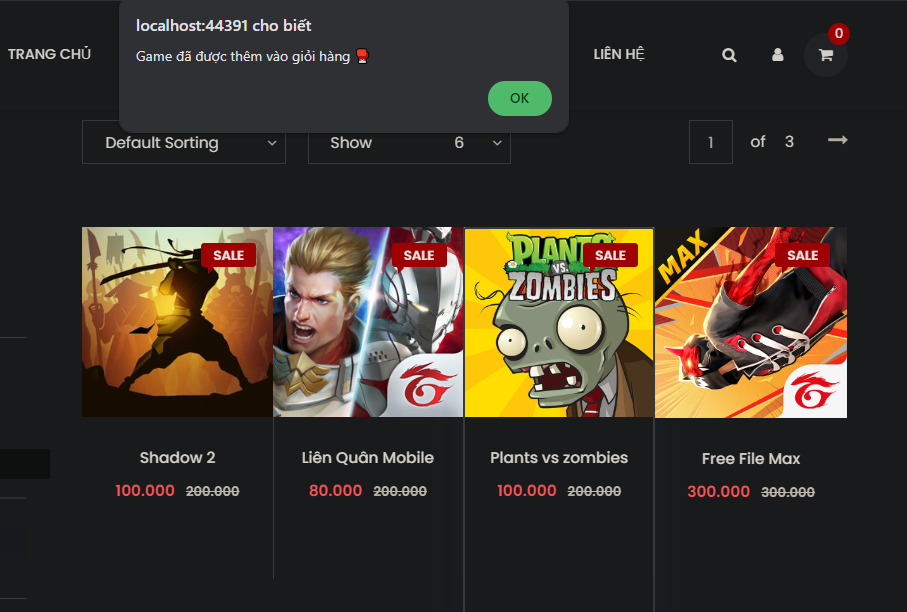 localhost:44391 cho biết
Game đã được thêm vào giỏi hàng
OK
TRANG CHỦ
LIÊN HỆ
0
Default Sorting
Show 6
1 of 3
SALE
SALE
SALE
SALE
PLANTS
VS.
ZOMBIES
MAX
Shadow 2
100.000 200.000
Liên Quân Mobile
80.000 200.000
Plants vs zombies
100.000 200.000
Free File Max
300.000 300.000